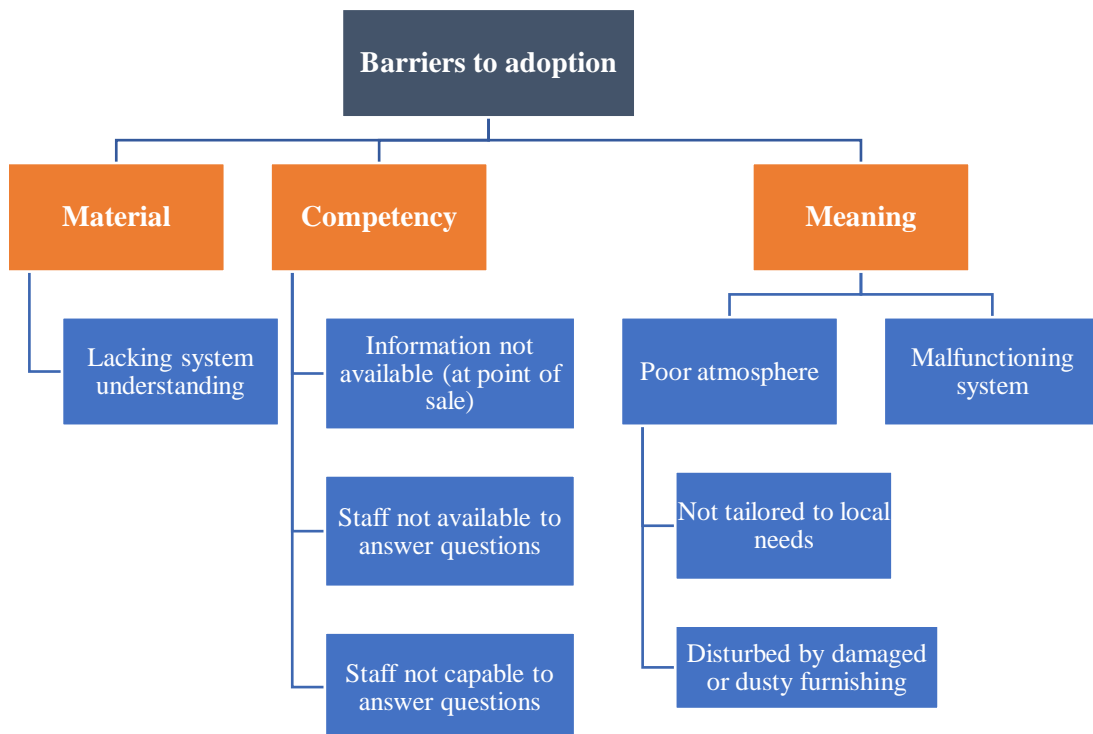 Barriers to adoption
Material
Competency
Meaning
Lacking system
understanding
Information not
available (at point of
sale)
Poor atmosphere
Malfunctioning
system
Staff not available to
answer questions
Not tailored to local
needs
Staff not capable to
answer questions
Disturbed by damaged
or dusty furnishing